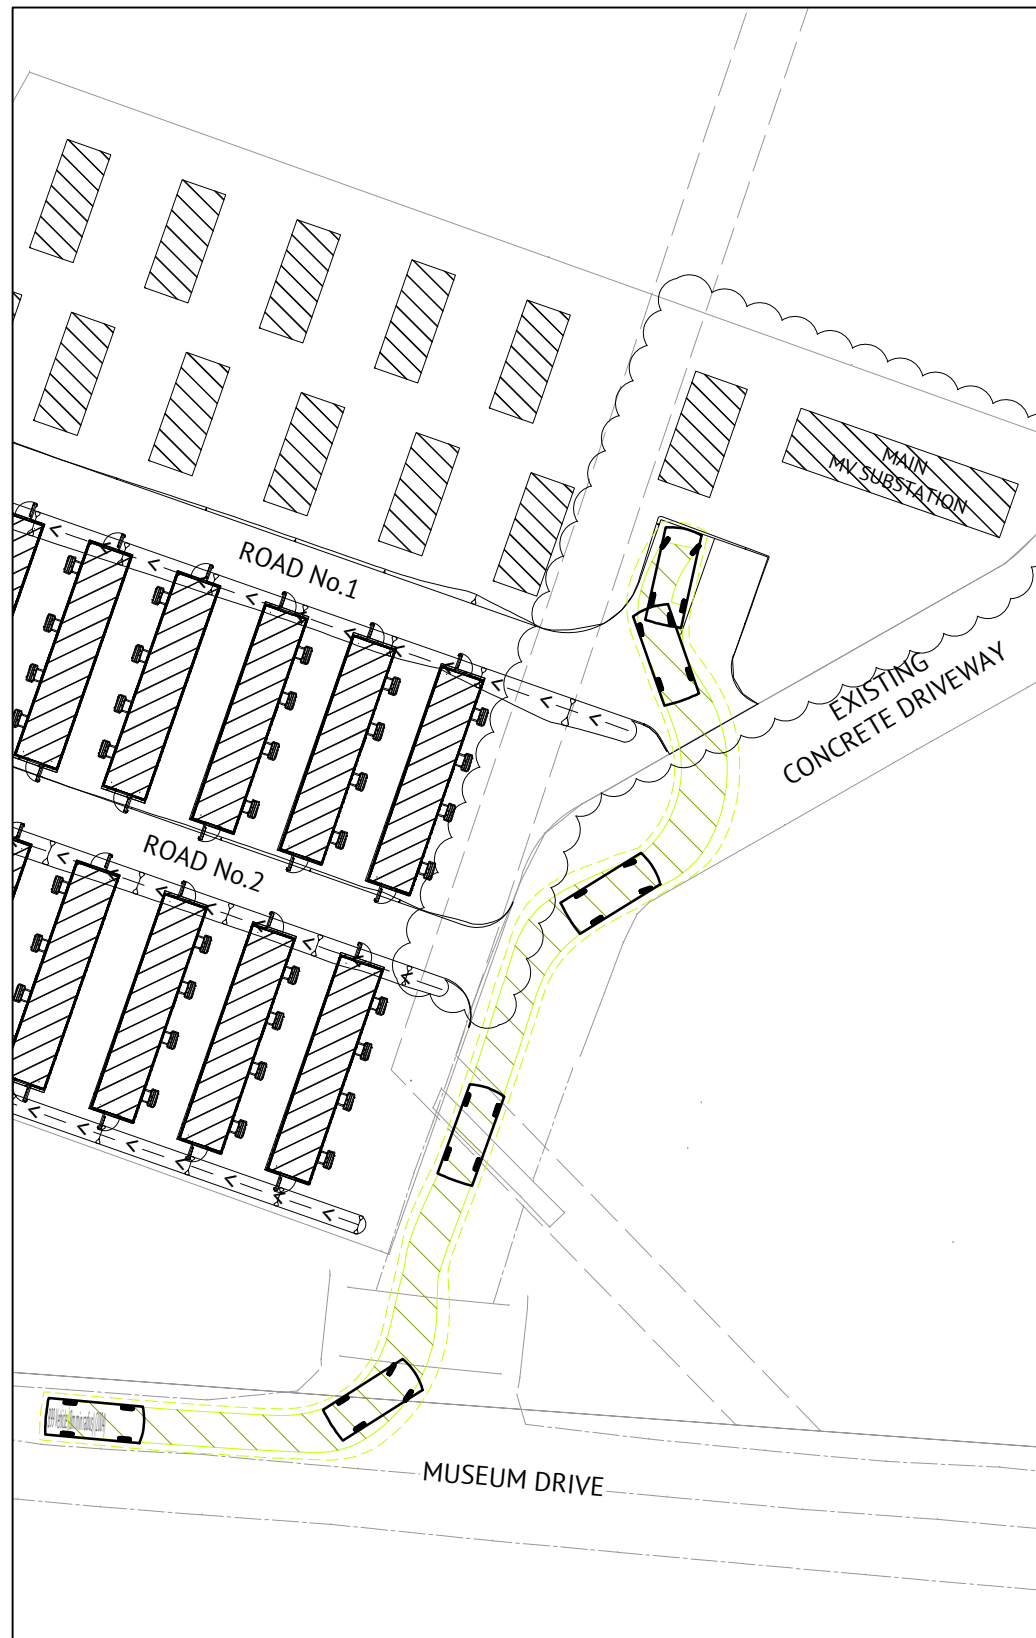 MAIN
MV SUBSTATION
ROAD No.1
EXISTING
CONCRETE DRIVEWAY
ROAD No.2
MUSEUM DRIVE